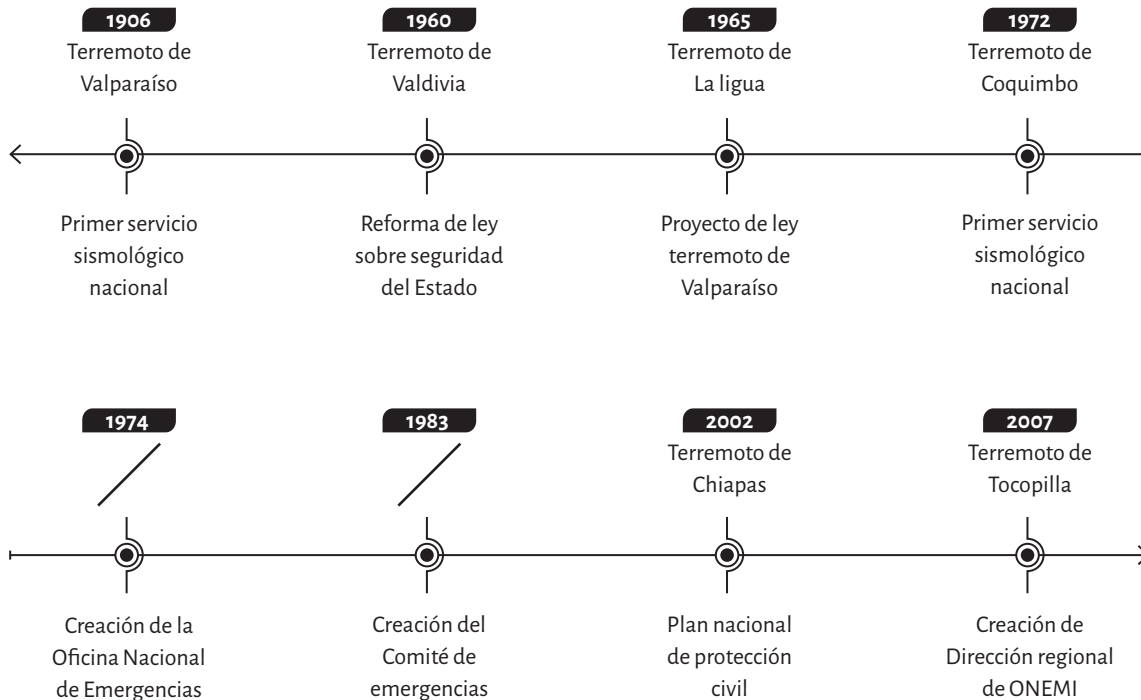 1906
Terremoto de
Valparaíso
1960
Terremoto de
Valdivia
1965
Terremoto de
La ligua
1972
Terremoto de
Coquimbo
Primer servicio
sismológico
nacional
Reforma de ley
sobre seguridad
del Estado
Proyecto de ley
terremoto de
Valparaíso
Primer servicio
sismológico
nacional
1974
1983
2002
Terremoto de
Chiapas
2007
Terremoto de
Tocopilla
Creación de la
Oficina Nacional
de Emergencias
Creación del
Comité de
emergencias
Plan nacional
de protección
civil
Creación de
Dirección regional
de ONEMI